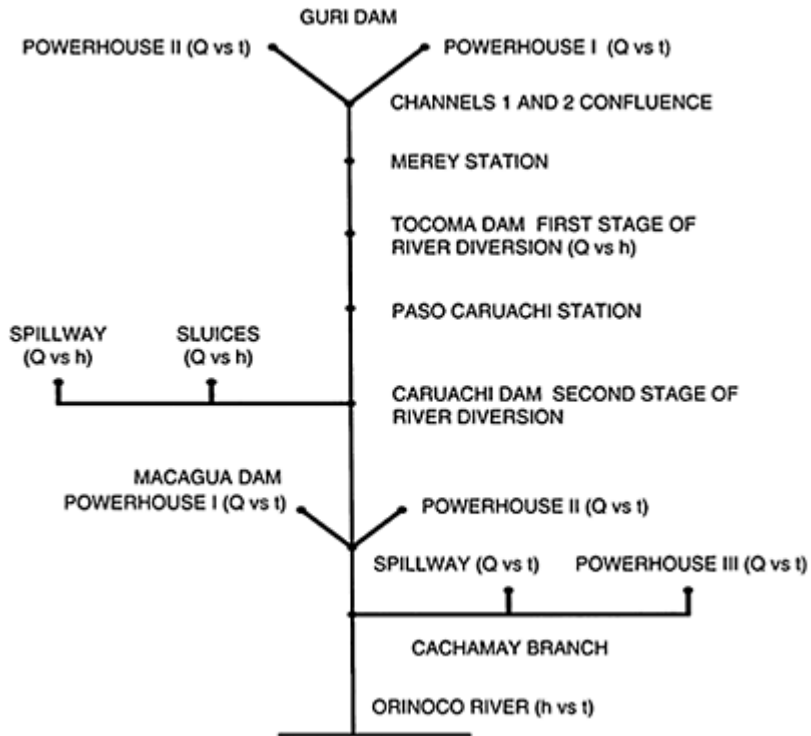 GURI DAM
POWERHOUSE II (Q vs t)
POWERHOUSE I (Q vs t)
CHANNELS 1 AND 2 CONFLUENCE
MEREY STATION
TOCOMA DAM FIRST STAGE OF
RIVER DIVERSION (Q vs h)
PASO CARUACHI STATION
SPILLWAY
(Q vs h)
SLUICES
(Q vs h)
CARUACHI DAM SECOND STAGE OF
RIVER DIVERSION
MACAGUA DAM
POWERHOUSE I (Q vs t)
POWERHOUSE II (Q vs t)
SPILLWAY (Q vs t)
POWERHOUSE III (Q vs t)
CACHAMAY BRANCH
ORINOCO RIVER (h vs t)